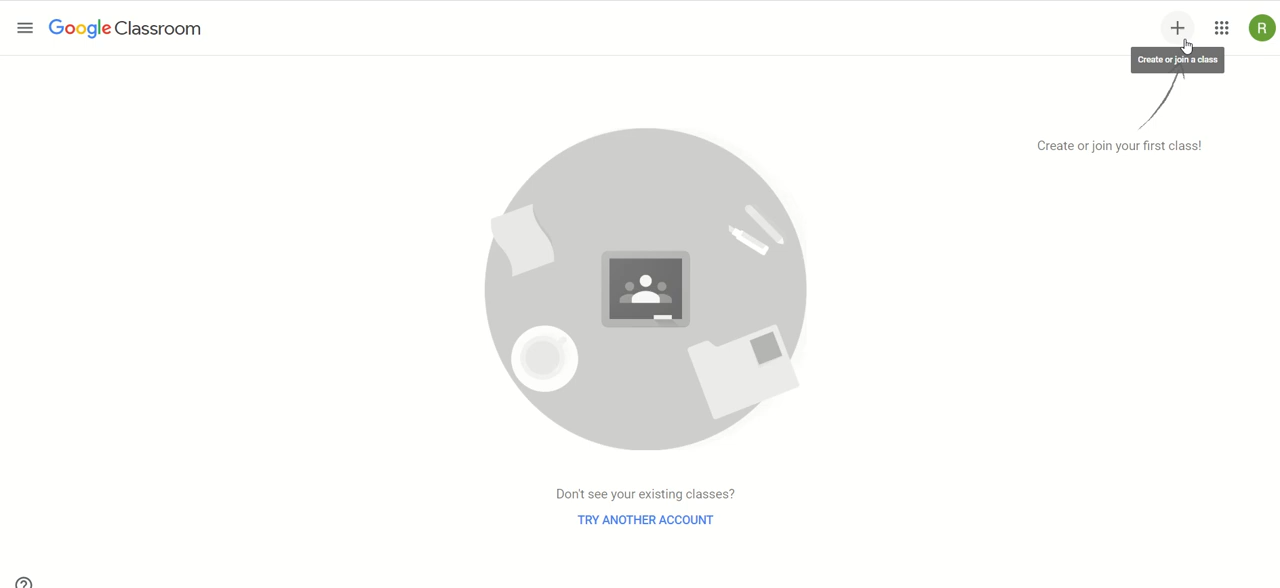 Google Classroom
R
Create or join a class
Create or join your first class!
Don't see your existing classes?
TRY ANOTHER ACCOUNT